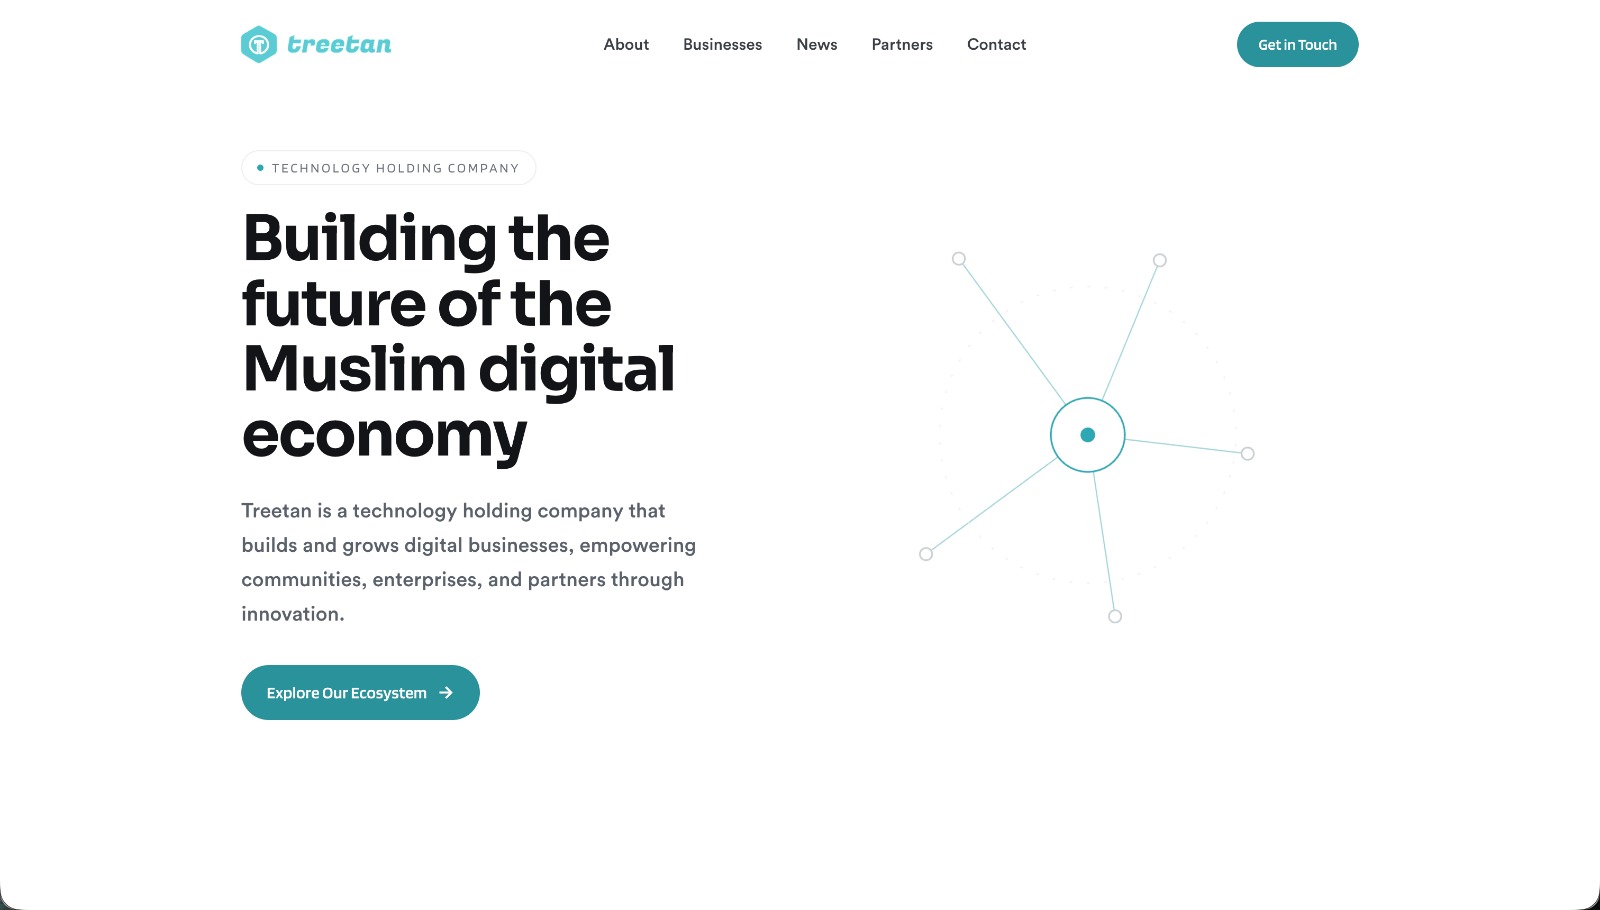 treetan
About
Businesses
News
Partners
Contact
Get in Touch
TECHNOLOGY HOLDING COMPANY
Building the
future of the
Muslim digital
economy
Treetan is a technology holding company that
builds and grows digital businesses, empowering
communities, enterprises, and partners through
innovation.
Explore Our Ecosystem